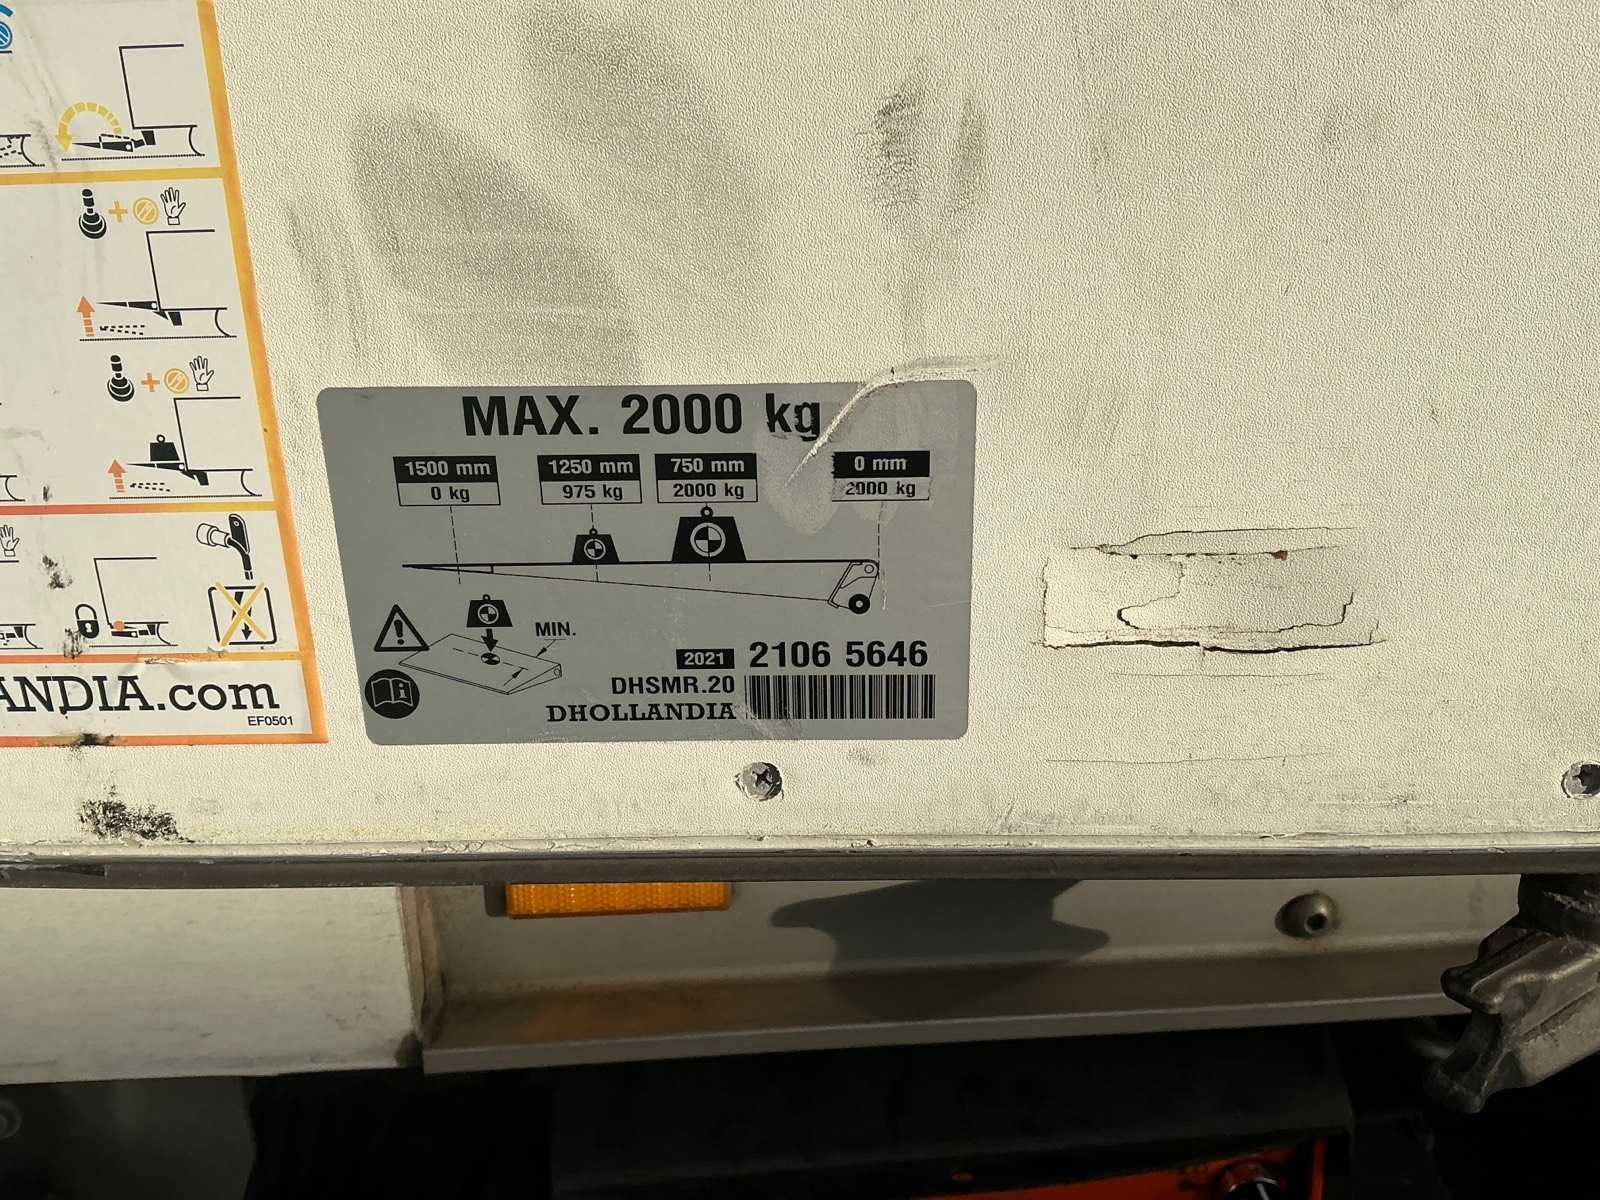 MAX. 2000 kg
1500 mm 1250 mm 750 mm 0 mm
0 kg 975 kg 2000 kg 2000 kg
MIN.
2021 2106 5646
DHSMR.20
DHOLLANDIA
ANDIA.com
EF0501